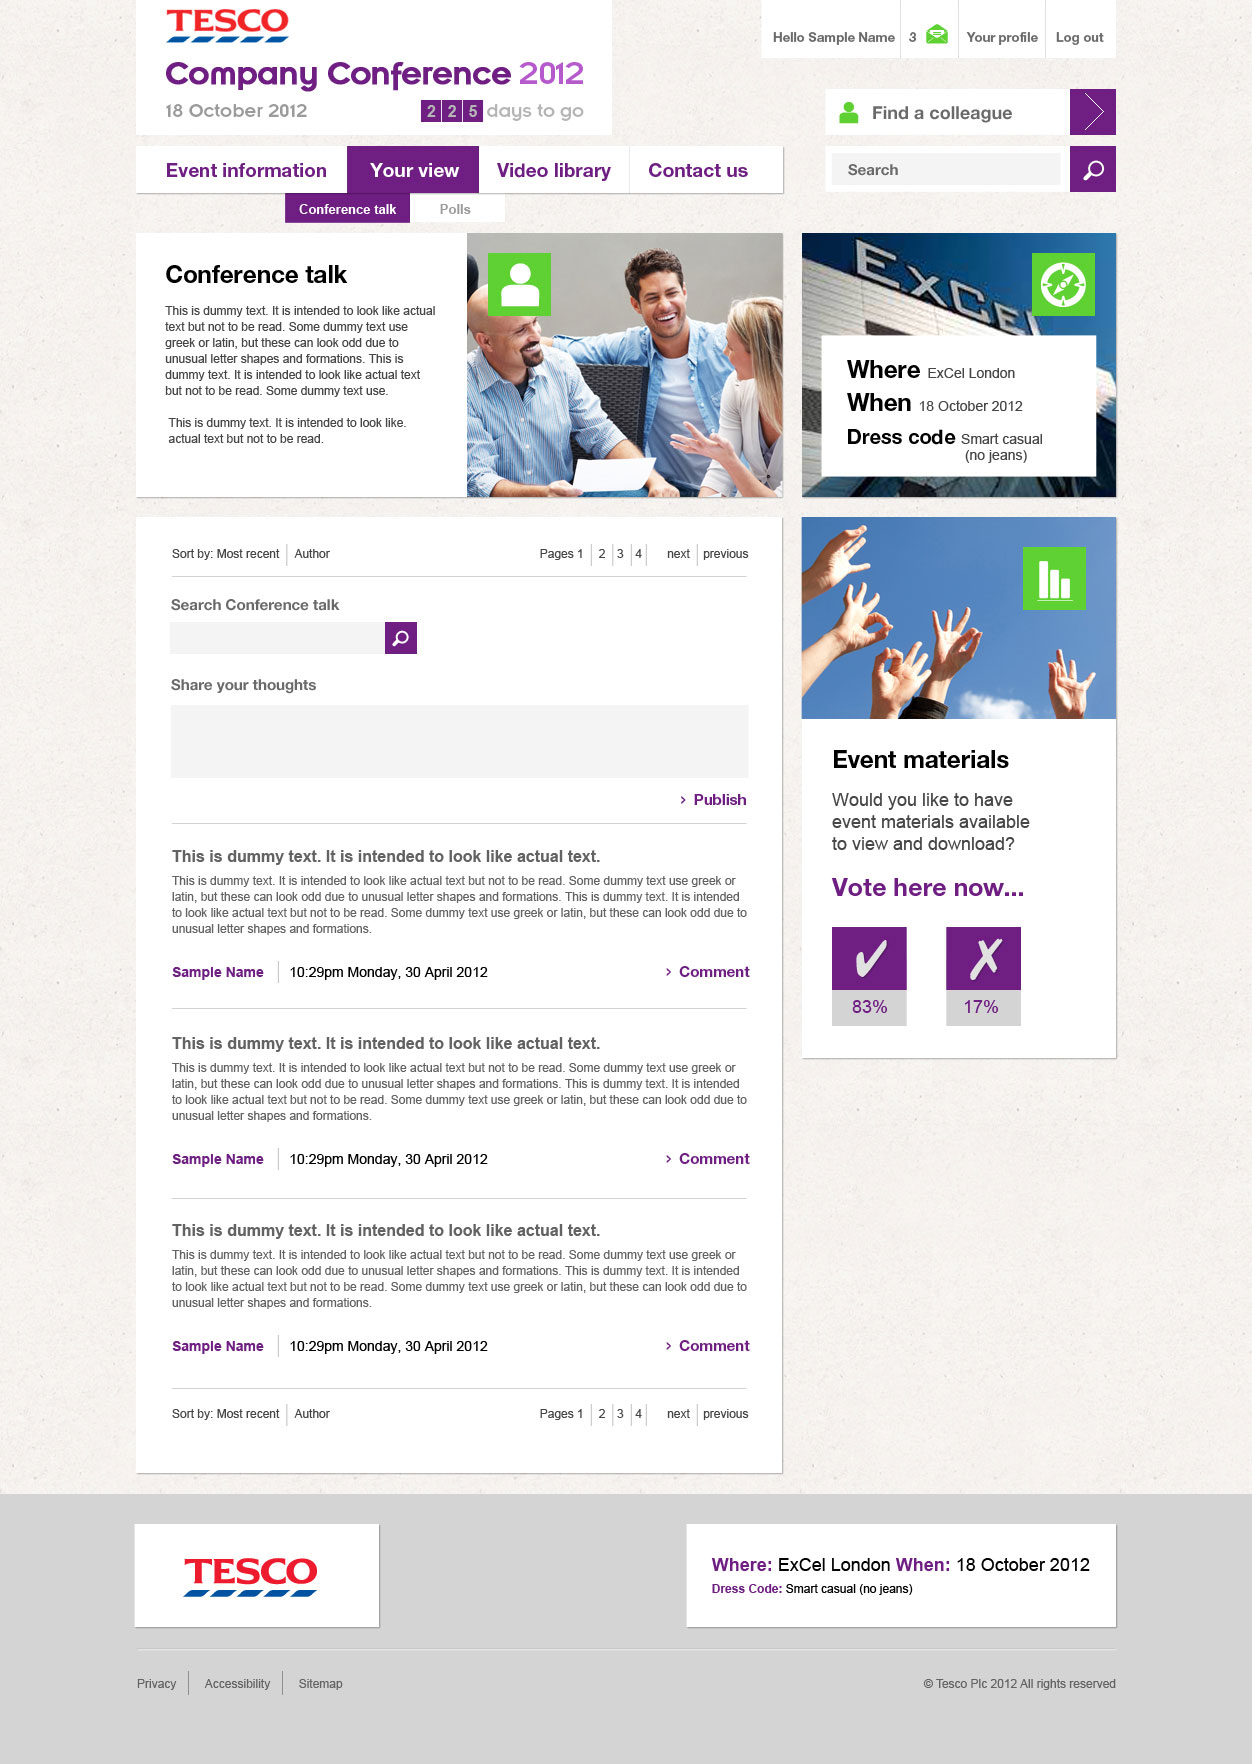 TESCO
Company Conference 2012
18 October 2012
2 2 5 days to go
Hello Sample Name
3
Your profile
Log out
Find a colleague
Search
Event information
Your view
Video library
Contact us
Conference talk
Polls
Conference talk
This is dummy text. It is intended to look like actual
text but not to be read. Some dummy text use
greek or latin, but these can look odd due to
unusual letter shapes and formations. This is
dummy text. It is intended to look like actual text
but not to be read. Some dummy text use.
This is dummy text. It is intended to look like.
actual text but not to be read.
EXCEL
Where ExCel London
When 18 October 2012
Dress code Smart casual
(no jeans)
Sort by: Most recent
Author
Pages 1 2 3 4 next previous
Search Conference talk
Share your thoughts
› Publish
This is dummy text. It is intended to look like actual text.
This is dummy text. It is intended to look like actual text but not to be read. Some dummy text use greek or
latin, but these can look odd due to unusual letter shapes and formations. This is dummy text. It is intended
to look like actual text but not to be read. Some dummy text use greek or latin, but these can look odd due to
unusual letter shapes and formations.
Sample Name
10:29pm Monday, 30 April 2012
› Comment
This is dummy text. It is intended to look like actual text.
This is dummy text. It is intended to look like actual text but not to be read. Some dummy text use greek or
latin, but these can look odd due to unusual letter shapes and formations. This is dummy text. It is intended
to look like actual text but not to be read. Some dummy text use greek or latin, but these can look odd due to
unusual letter shapes and formations.
Sample Name
10:29pm Monday, 30 April 2012
› Comment
This is dummy text. It is intended to look like actual text.
This is dummy text. It is intended to look like actual text but not to be read. Some dummy text use greek or
latin, but these can look odd due to unusual letter shapes and formations. This is dummy text. It is intended
to look like actual text but not to be read. Some dummy text use greek or latin, but these can look odd due to
unusual letter shapes and formations.
Sample Name
10:29pm Monday, 30 April 2012
› Comment
Sort by: Most recent
Author
Pages 1 2 3 4 next previous
Event materials
Would you like to have
event materials available
to view and download?
Vote here now...
83%
17%
TESCO
Where: ExCel London When: 18 October 2012
Dress Code: Smart casual (no jeans)
Privacy
Accessibility
Sitemap
© Tesco Plc 2012 All rights reserved